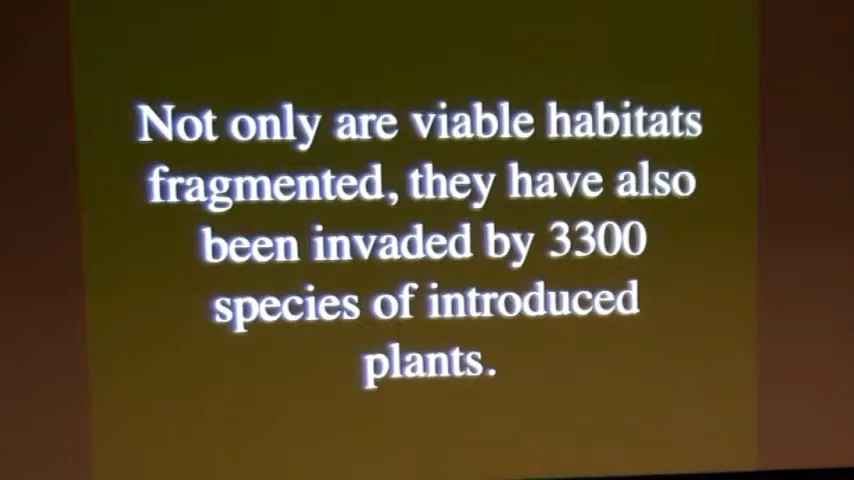 Not only are viable habitats
fragmented, they have also
been invaded by 3300
species of introduced
plants.